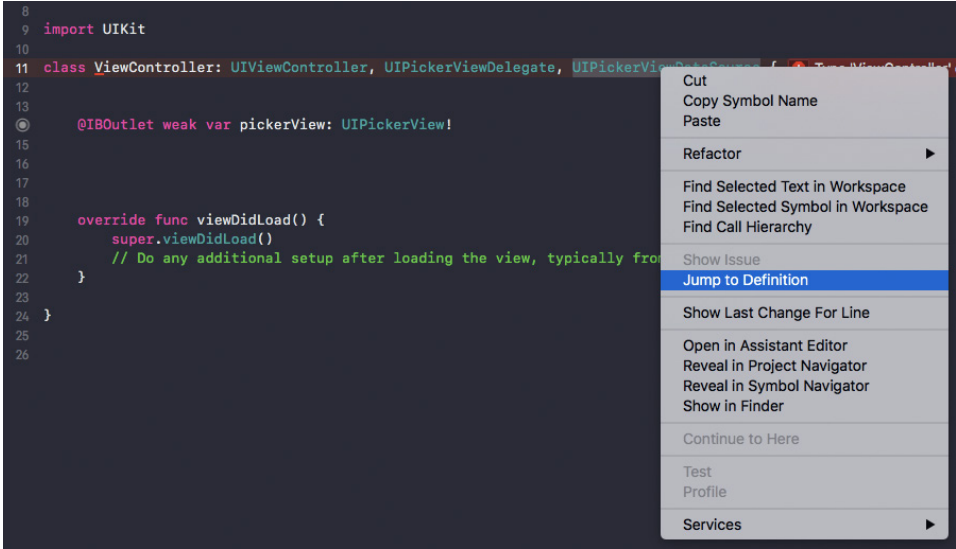 8
9 import UIKit
10
11 class ViewController: UIViewController, UIPickerViewDelegate, UIPickerViewDataSource { Type 'ViewController'
12
13
@IBOutlet weak var pickerView: UIPickerView!
15
16
17
18
19 override func viewDidLoad() {
20 super.viewDidLoad()
21 // Do any additional setup after loading the view, typically from
22 }
23
24 }
25
26
Cut
Copy Symbol Name
Paste
Refactor
Find Selected Text in Workspace
Find Selected Symbol in Workspace
Find Call Hierarchy
Show Issue
Jump to Definition
Show Last Change For Line
Open in Assistant Editor
Reveal in Project Navigator
Reveal in Symbol Navigator
Show in Finder
Continue to Here
Test
Profile
Services